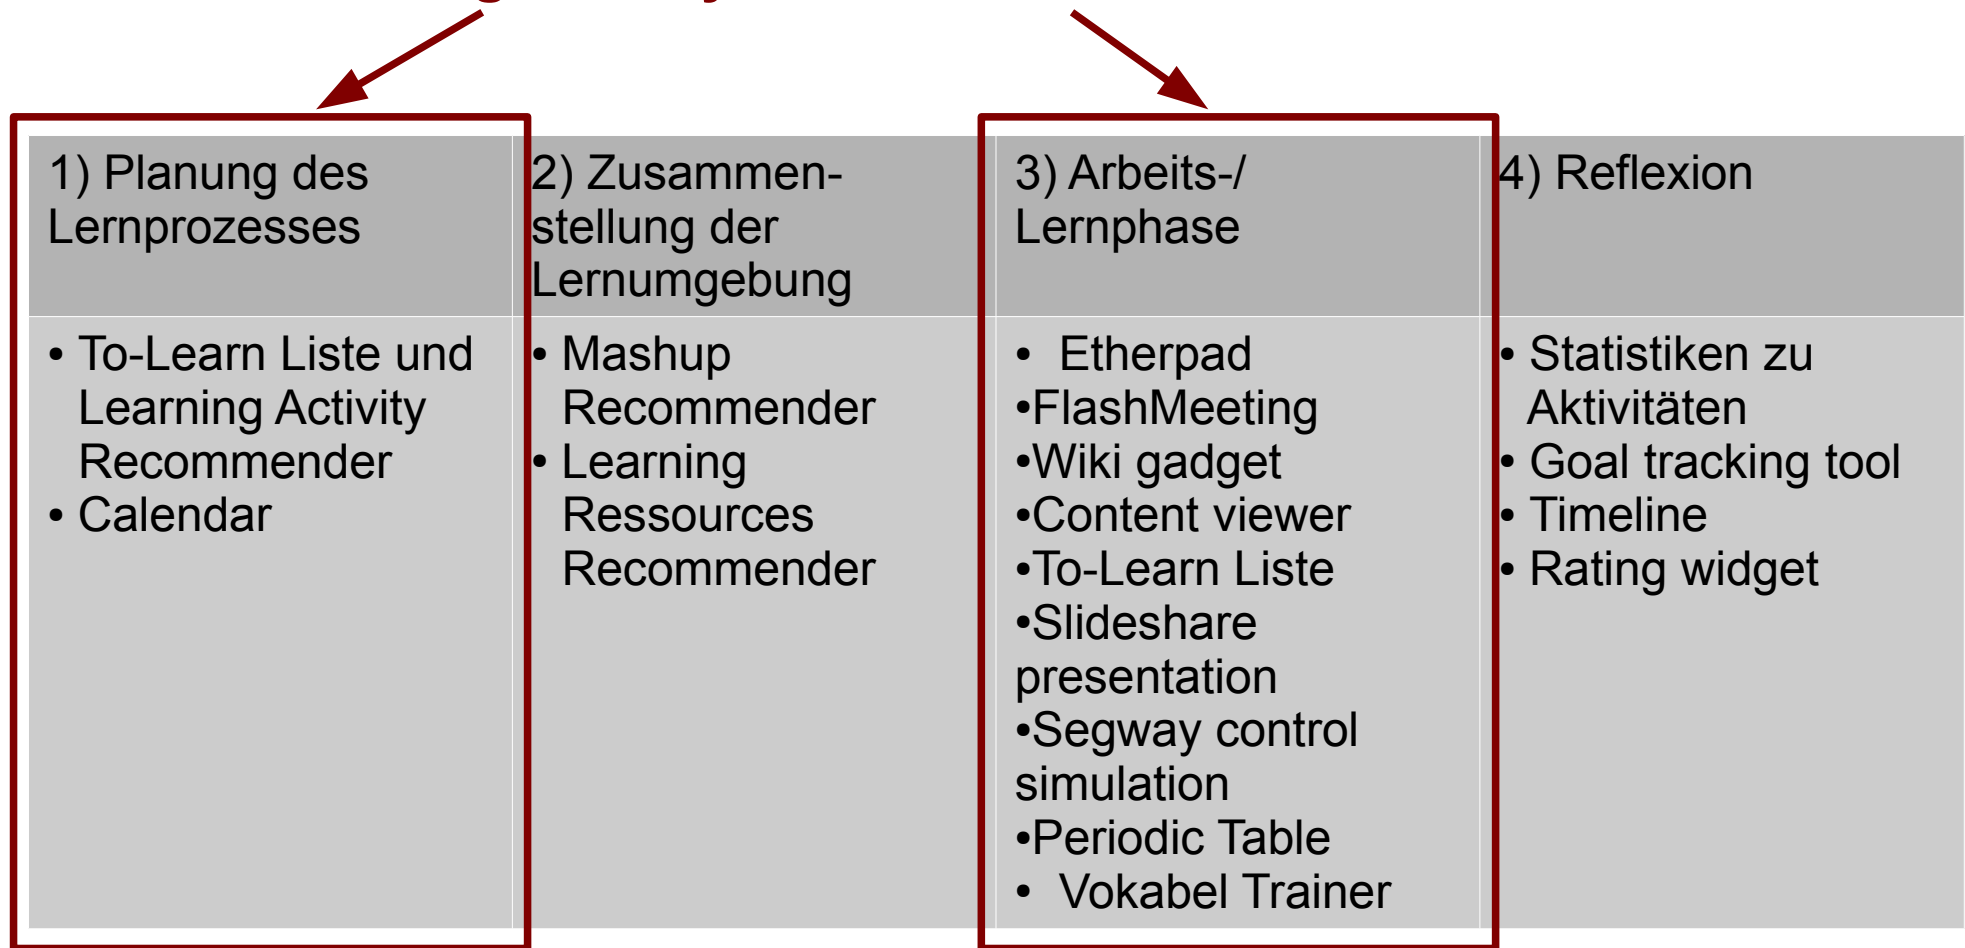 1) Planung des
Lernprozesses
2) Zusammen-
stellung der
Lernumgebung
3) Arbeits-/
Lernphase
4) Reflexion
• To-Learn Liste und
Learning Activity
Recommender
• Calendar
• Mashup
Recommender
• Learning
Ressources
Recommender
• Etherpad
•FlashMeeting
•Wiki gadget
•Content viewer
•To-Learn Liste
•Slideshare
presentation
•Segway control
simulation
•Periodic Table
• Vokabel Trainer
• Statistiken zu
Aktivitäten
• Goal tracking tool
• Timeline
• Rating widget